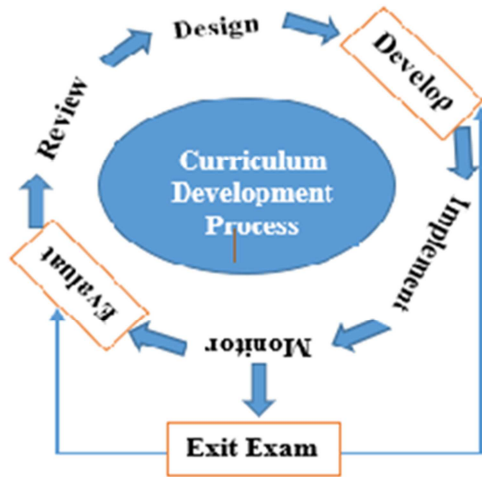 Design
Develop
Implement
Monitor
Evaluat
Review
Curriculum
Development
Process
Exit Exam